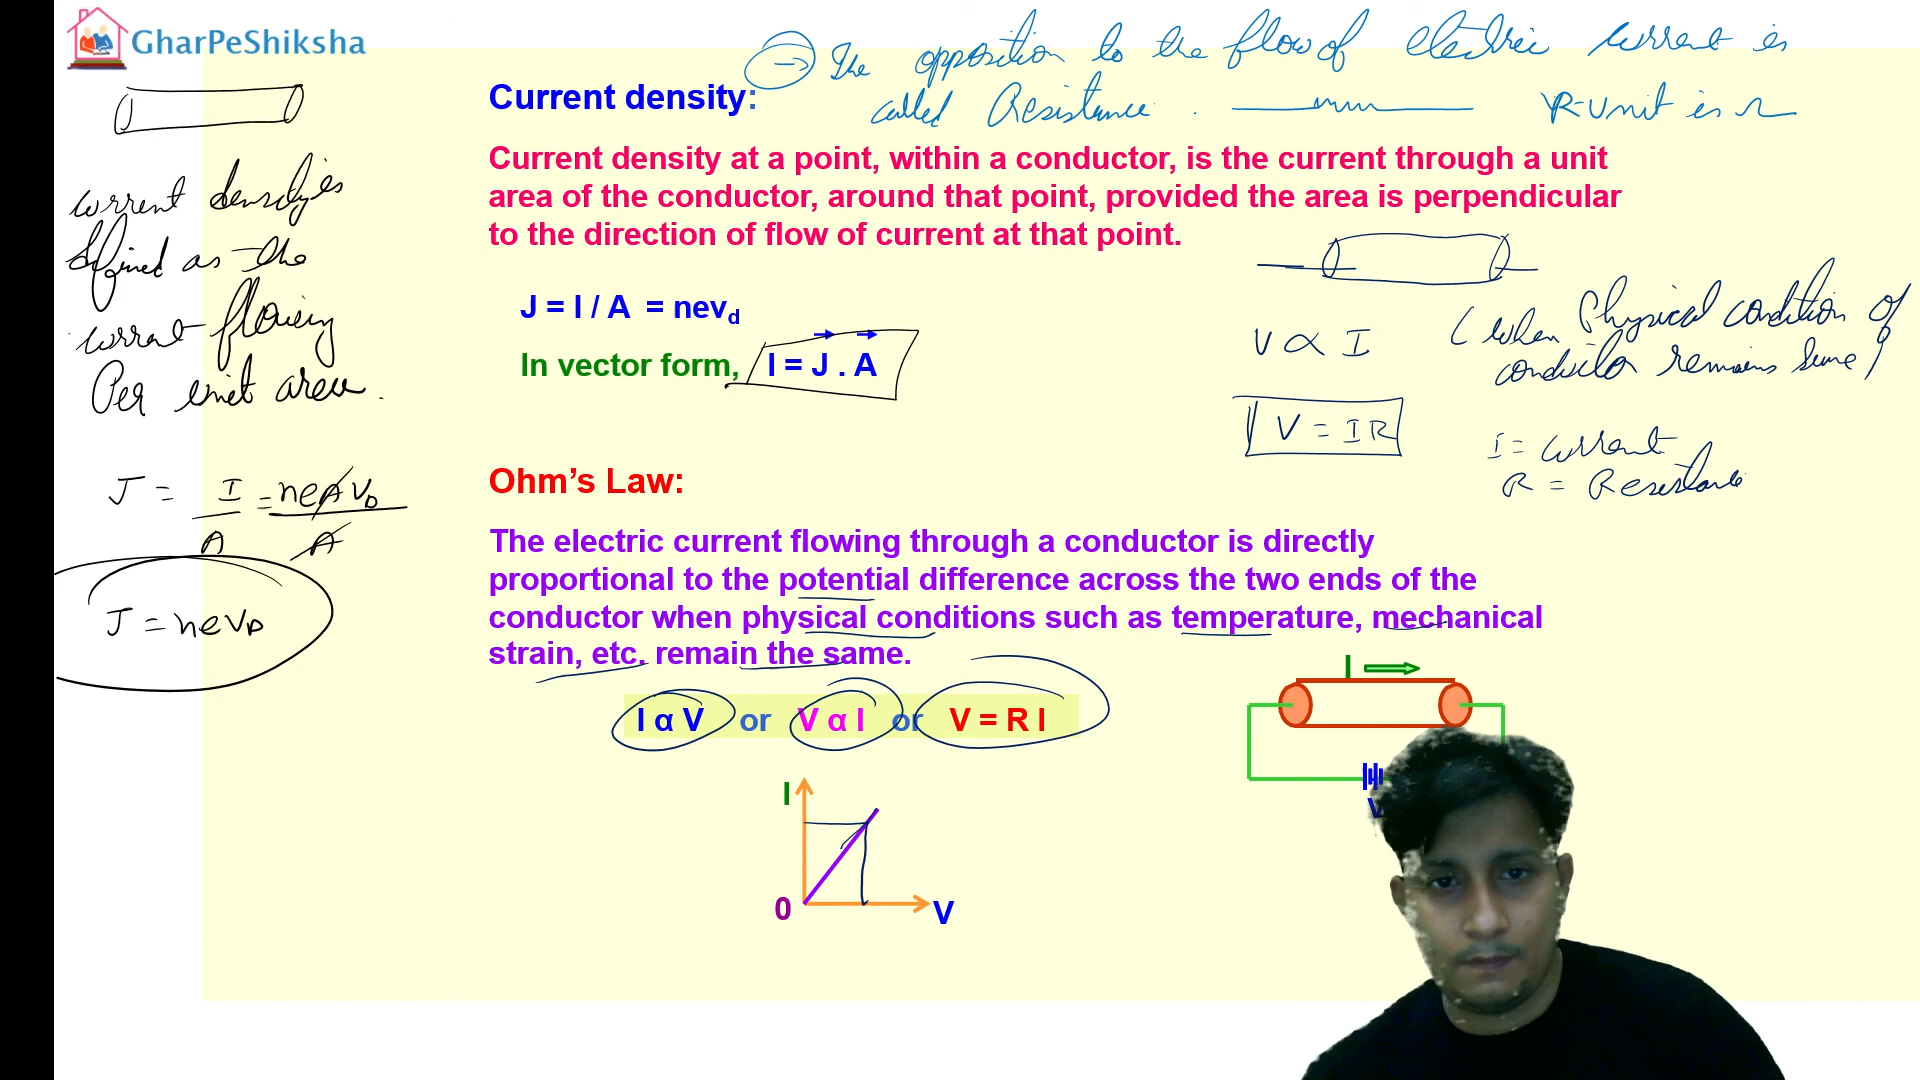 GharPeShiksha
→ The opposition to the flow of electric current is
called Resistance. R-unit is Ω
Current density:
Current density at a point, within a conductor, is the current through a unit
area of the conductor, around that point, provided the area is perpendicular
to the direction of flow of current at that point.
current density is
defined as the
current flowing
Per unit area.
J = I / A = nevd
In vector form, I = J . A
V ∝ I (when Physical condition of
conductor remains same)
V = IR
I = current
R = Resistance
J = I/A = neAVD/A
J = neVD
Ohm’s Law:
The electric current flowing through a conductor is directly
proportional to the potential difference across the two ends of the
conductor when physical conditions such as temperature, mechanical
strain, etc. remain the same.
I α V or V α I or V = R I
I
I
V
0
V